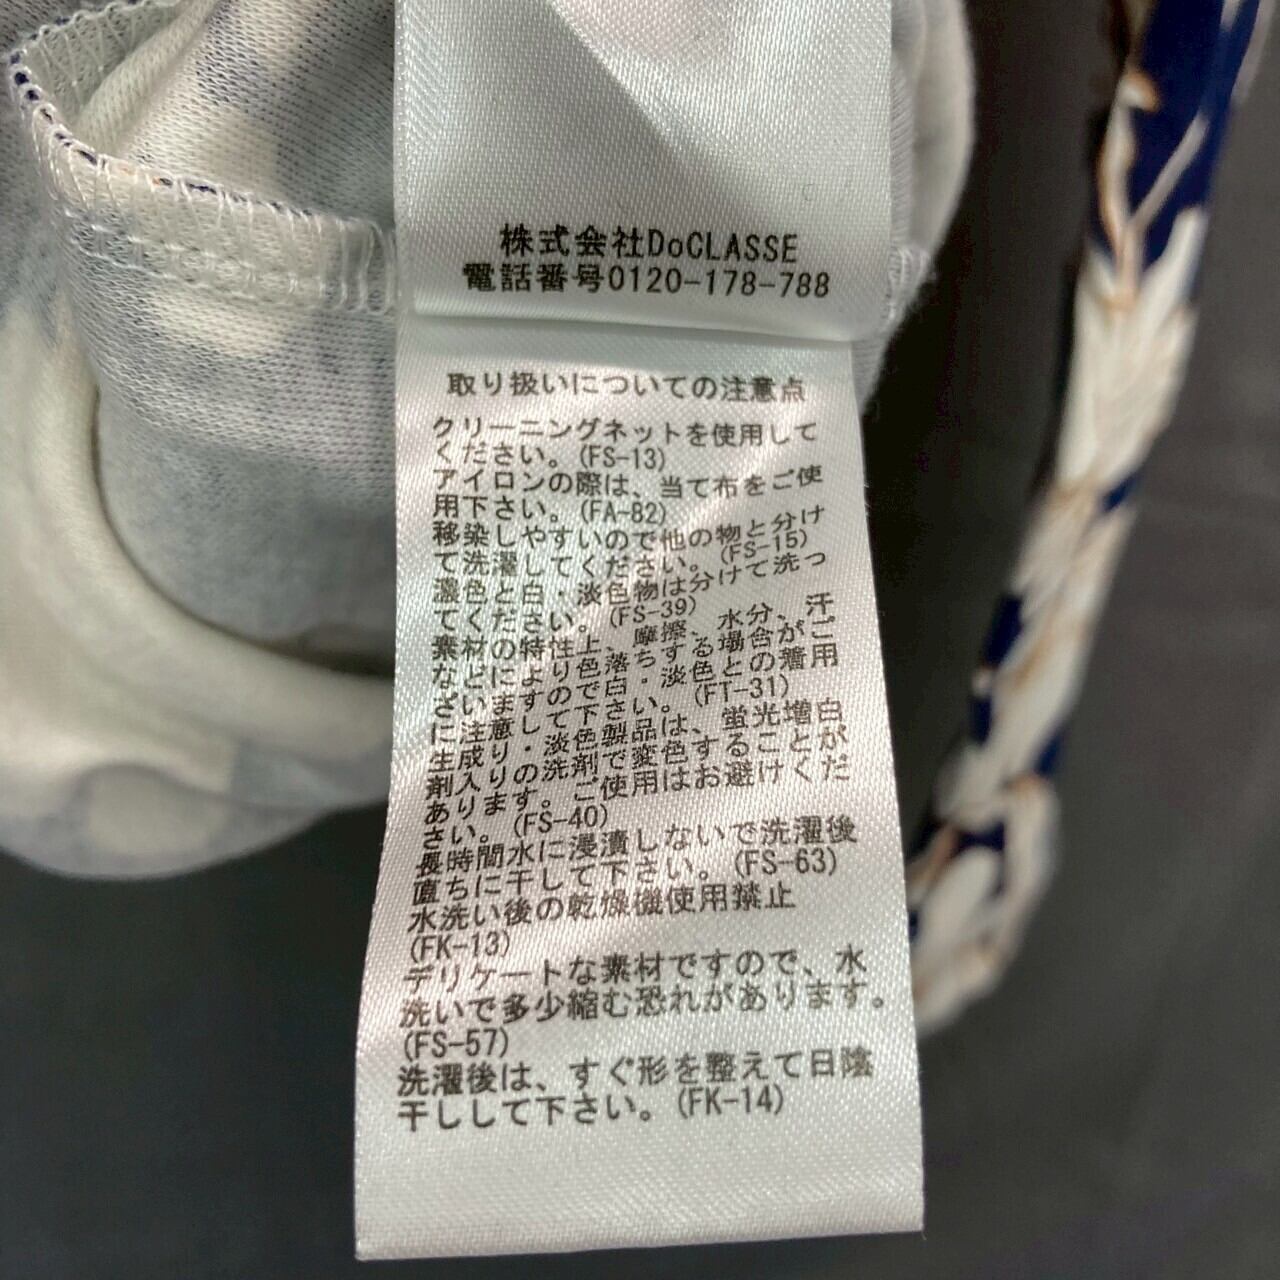 株式会社DoCLASSE
電話番号0120-178-788
取り扱いについての注意点
クリーニングネットを使用して
ください。(FS-13)
アイロンの際は、当て布をご使
用下さい。(FA-82)
移染しやすいので他の物と分け
て洗濯してください。(FS-15)
濃色と白・淡色物は分けて洗っ
てください。(FS-39)
素材の特性上、摩擦、水分、汗
などにより色落ちする場合がご
ざいますので白・淡色との着用
に注意して下さい。(FT-31)
生成り・淡色製品は、蛍光増白
剤入りの洗剤で変色することが
あります。ご使用はお避けくだ
さい。(FS-40)
長時間水に浸漬しないで洗濯後
直ちに干して下さい。(FS-63)
水洗い後の乾燥機使用禁止
(FK-13)
デリケートな素材ですので、水
洗いで多少縮む恐れがあります。
(FS-57)
洗濯後は、すぐ形を整えて日陰
干しして下さい。(FK-14)